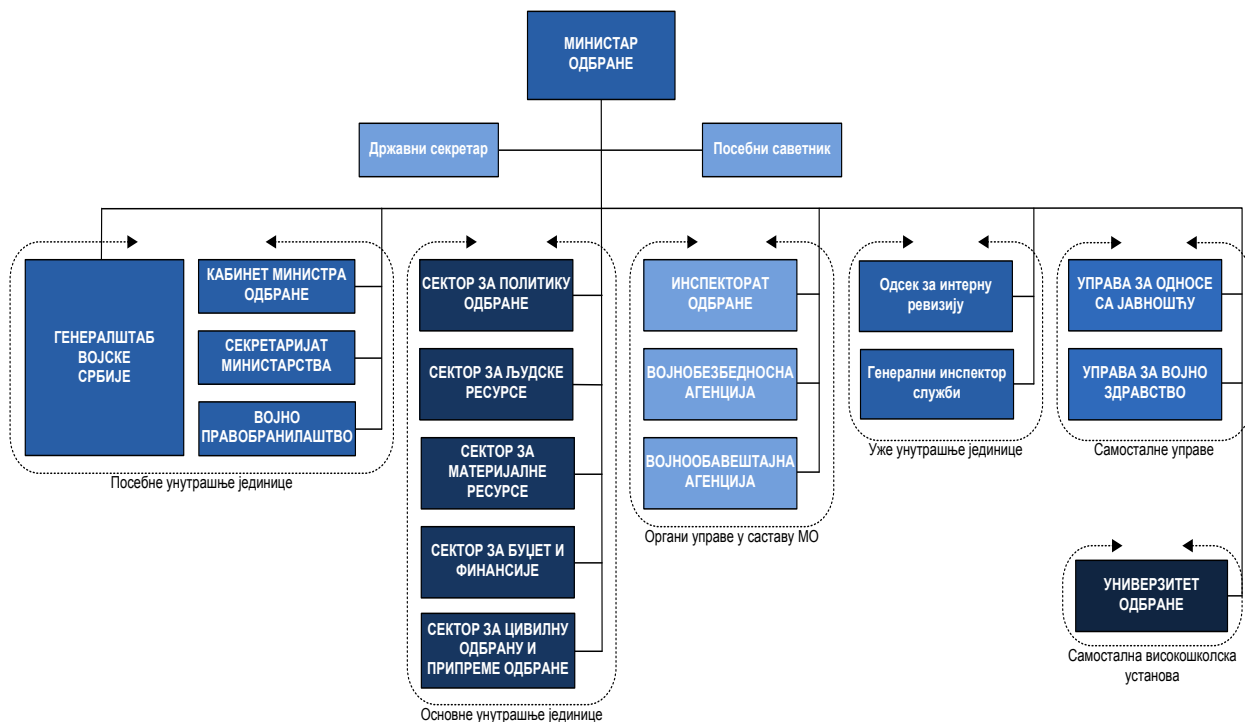 МИНИСТАР
ОДБРАНЕ
Државни секретар
Посебни саветник
ГЕНЕРАЛШТАБ
ВОЈСКЕ
СРБИЈЕ
КАБИНЕТ МИНИСТРА
ОДБРАНЕ
СЕКРЕТАРИЈАТ
МИНИСТАРСТВА
ВОЈНО
ПРАВОБРАНИЛАШТВО
Посебне унутрашње јединице
СЕКТОР ЗА ПОЛИТИКУ
ОДБРАНЕ
СЕКТОР ЗА ЉУДСКЕ
РЕСУРСЕ
СЕКТОР ЗА
МАТЕРИЈАЛНЕ
РЕСУРСЕ
СЕКТОР ЗА БУЏЕТ И
ФИНАНСИЈЕ
СЕКТОР ЗА ЦИВИЛНУ
ОДБРАНУ И
ПРИПРЕМЕ ОДБРАНЕ
Основне унутрашње јединице
ИНСПЕКТОРАТ
ОДБРАНЕ
ВОЈНОБЕЗБЕДНОСНА
АГЕНЦИЈА
ВОЈНООБАВЕШТАЈНА
АГЕНЦИЈА
Органи управе у саставу МО
Одсек за интерну
ревизију
Генерални инспектор
службі
Уже унутрашње јединице
УПРАВА ЗА ОДНОСЕ
СА ЈАВНОШЋУ
УПРАВА ЗА ВОЈНО
ЗДРАВСТВО
Самосталне управе
УНИВЕРЗИТЕТ
ОДБРАНЕ
Самостална високошколска
установа